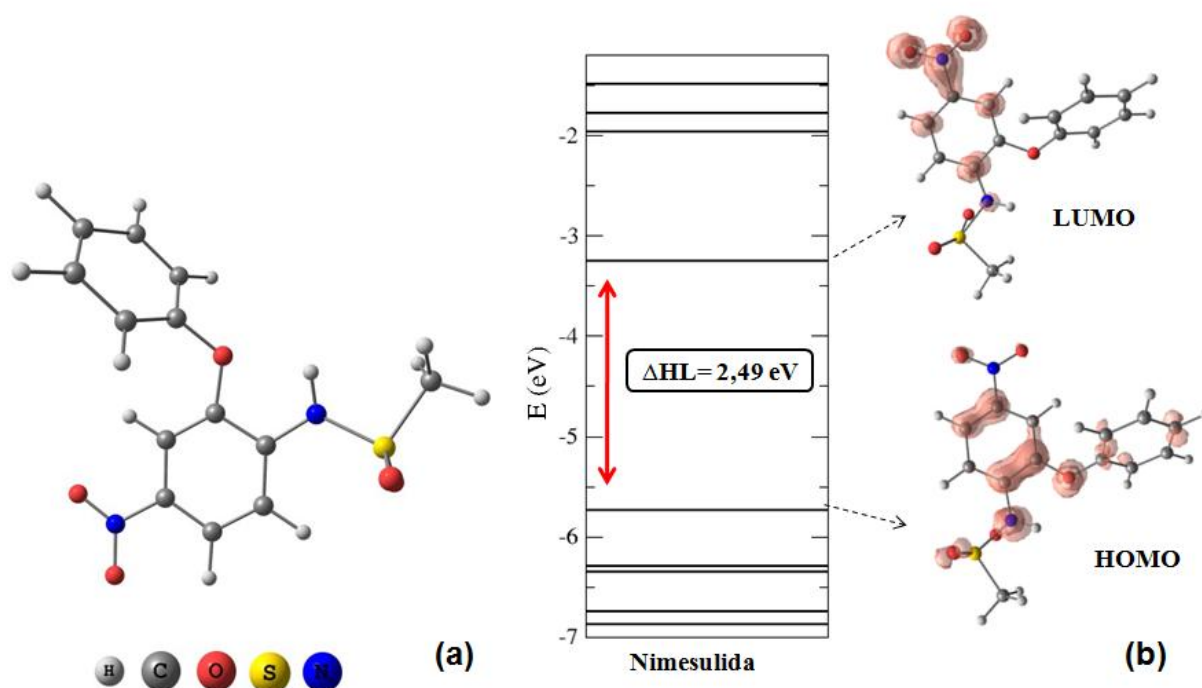 -2
-3
-4
-5
-6
-7
E (eV)
ΔHL= 2,49 eV
LUMO
HOMO
Nimesulida
H C O S N
(a)
(b)